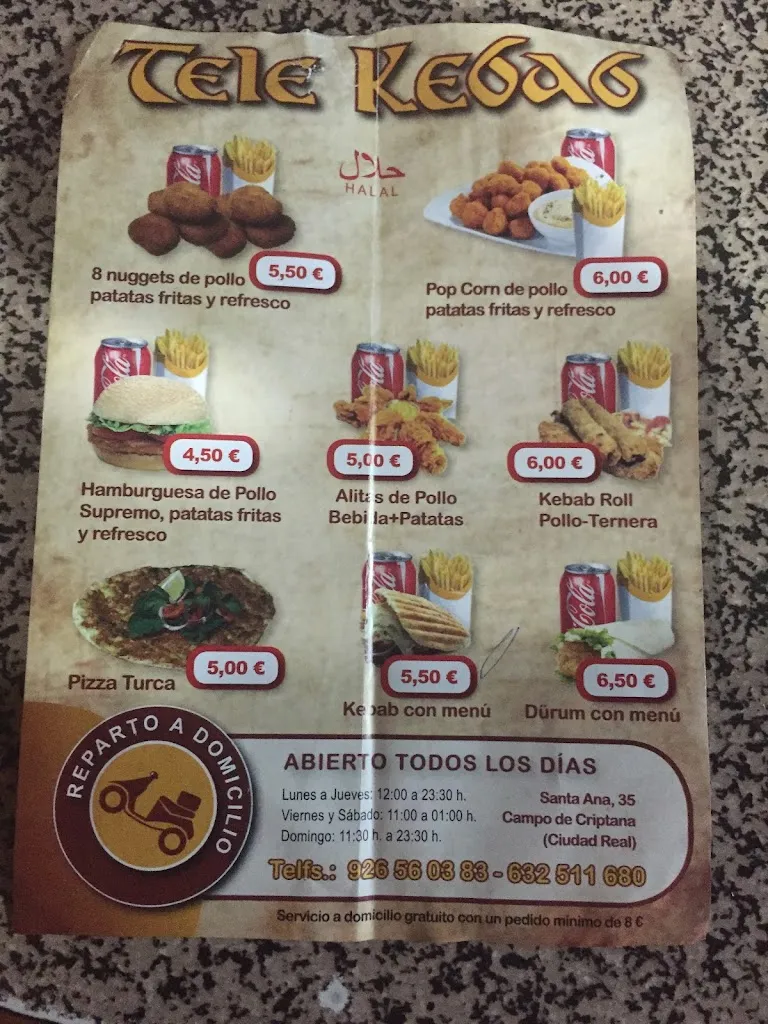 Tele Kebab
حلال
HALAL
8 nuggets de pollo
patatas fritas y refresco
5,50 €
Pop Corn de pollo
patatas fritas y refresco
6,00 €
4,50 €
Hamburguesa de Pollo
Supremo, patatas fritas
y refresco
5,00 €
Alitas de Pollo
Bebida+Patatas
6,00 €
Kebab Roll
Pollo-Ternera
Pizza Turca
5,00 €
5,50 €
Kebab con menú
6,50 €
Dürum con menú
REPARTO A DOMICILIO
ABIERTO TODOS LOS DÍAS
Lunes a Jueves: 12:00 a 23:30 h.
Viernes y Sábado: 11:00 a 01:00 h.
Domingo: 11:30 h. a 23:30 h.
Santa Ana, 35
Campo de Criptana
(Ciudad Real)
Telfs.: 926 56 03 83 - 632 511 680
Servicio a domicilio gratuito con un pedido mínimo de 8 €